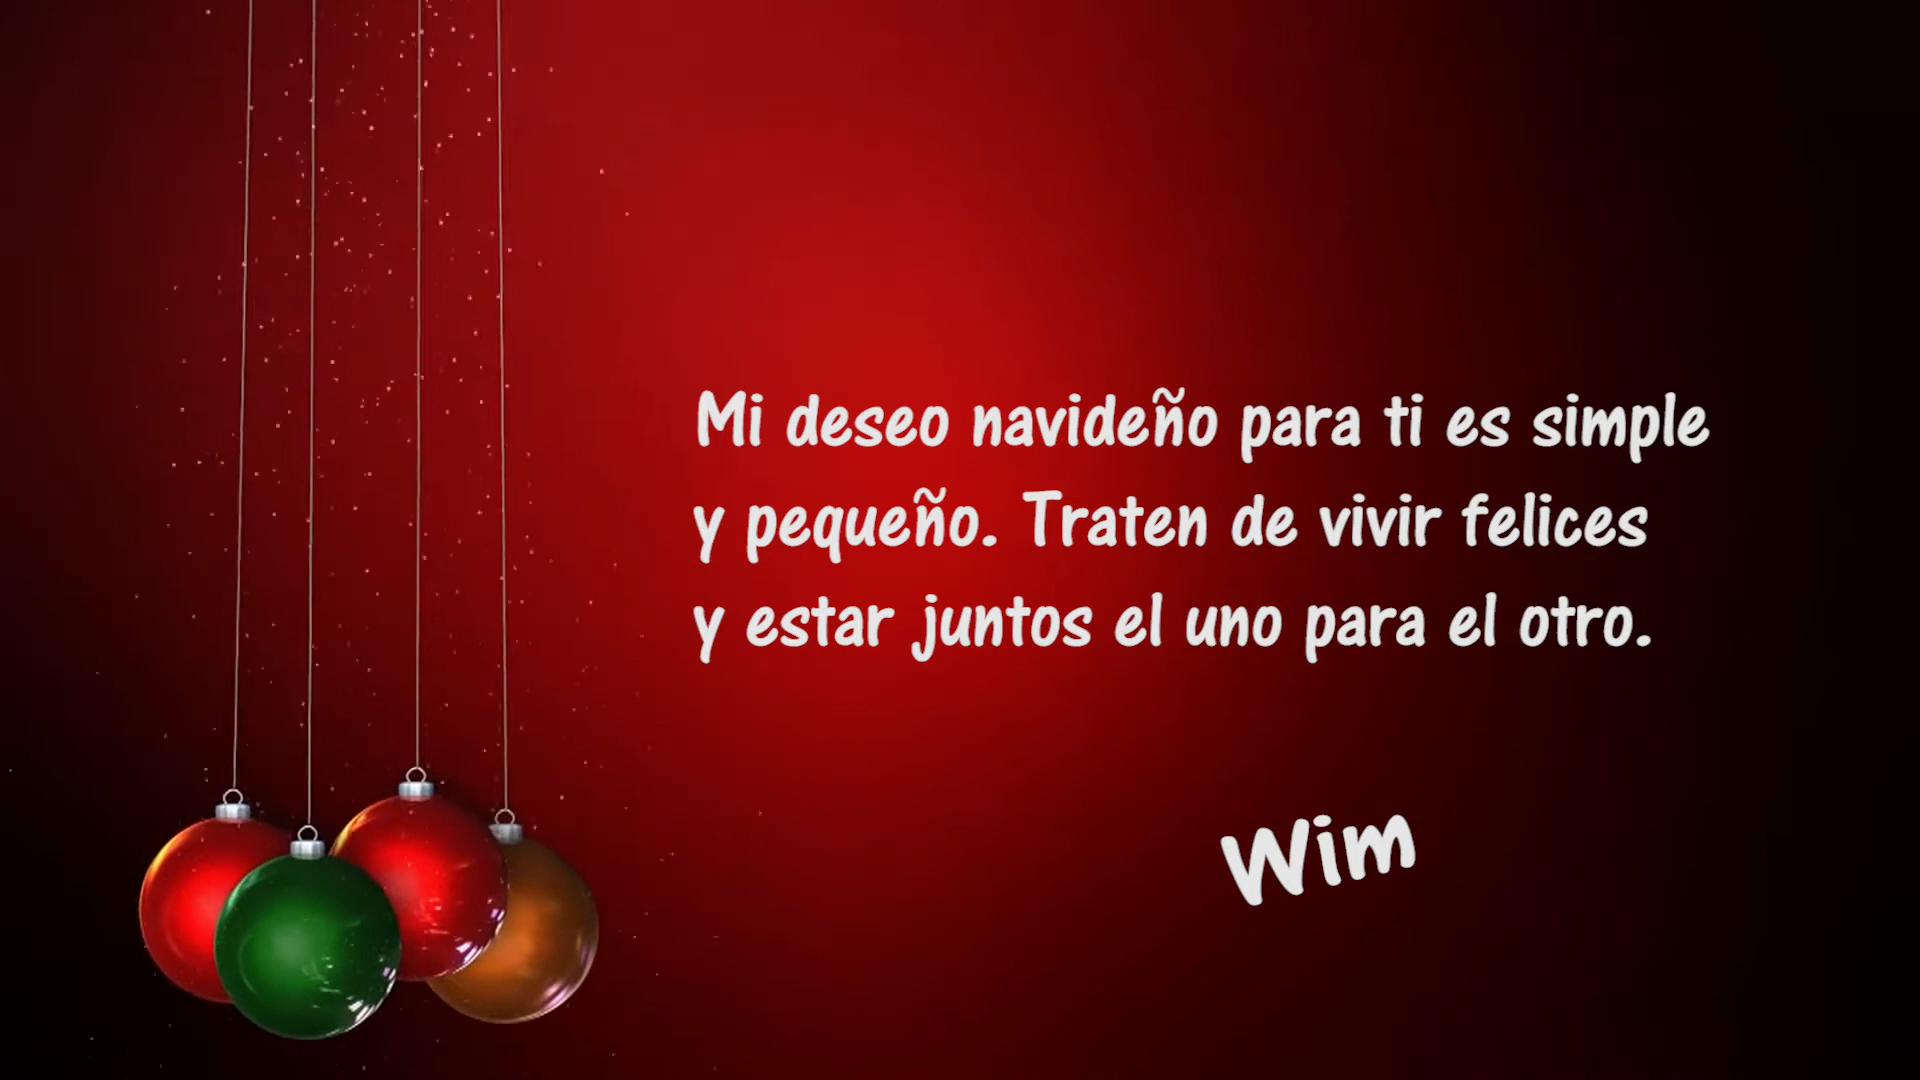 Mi deseo navideño para ti es simple
y pequeño. Traten de vivir felices
y estar juntos el uno para el otro.
Wim